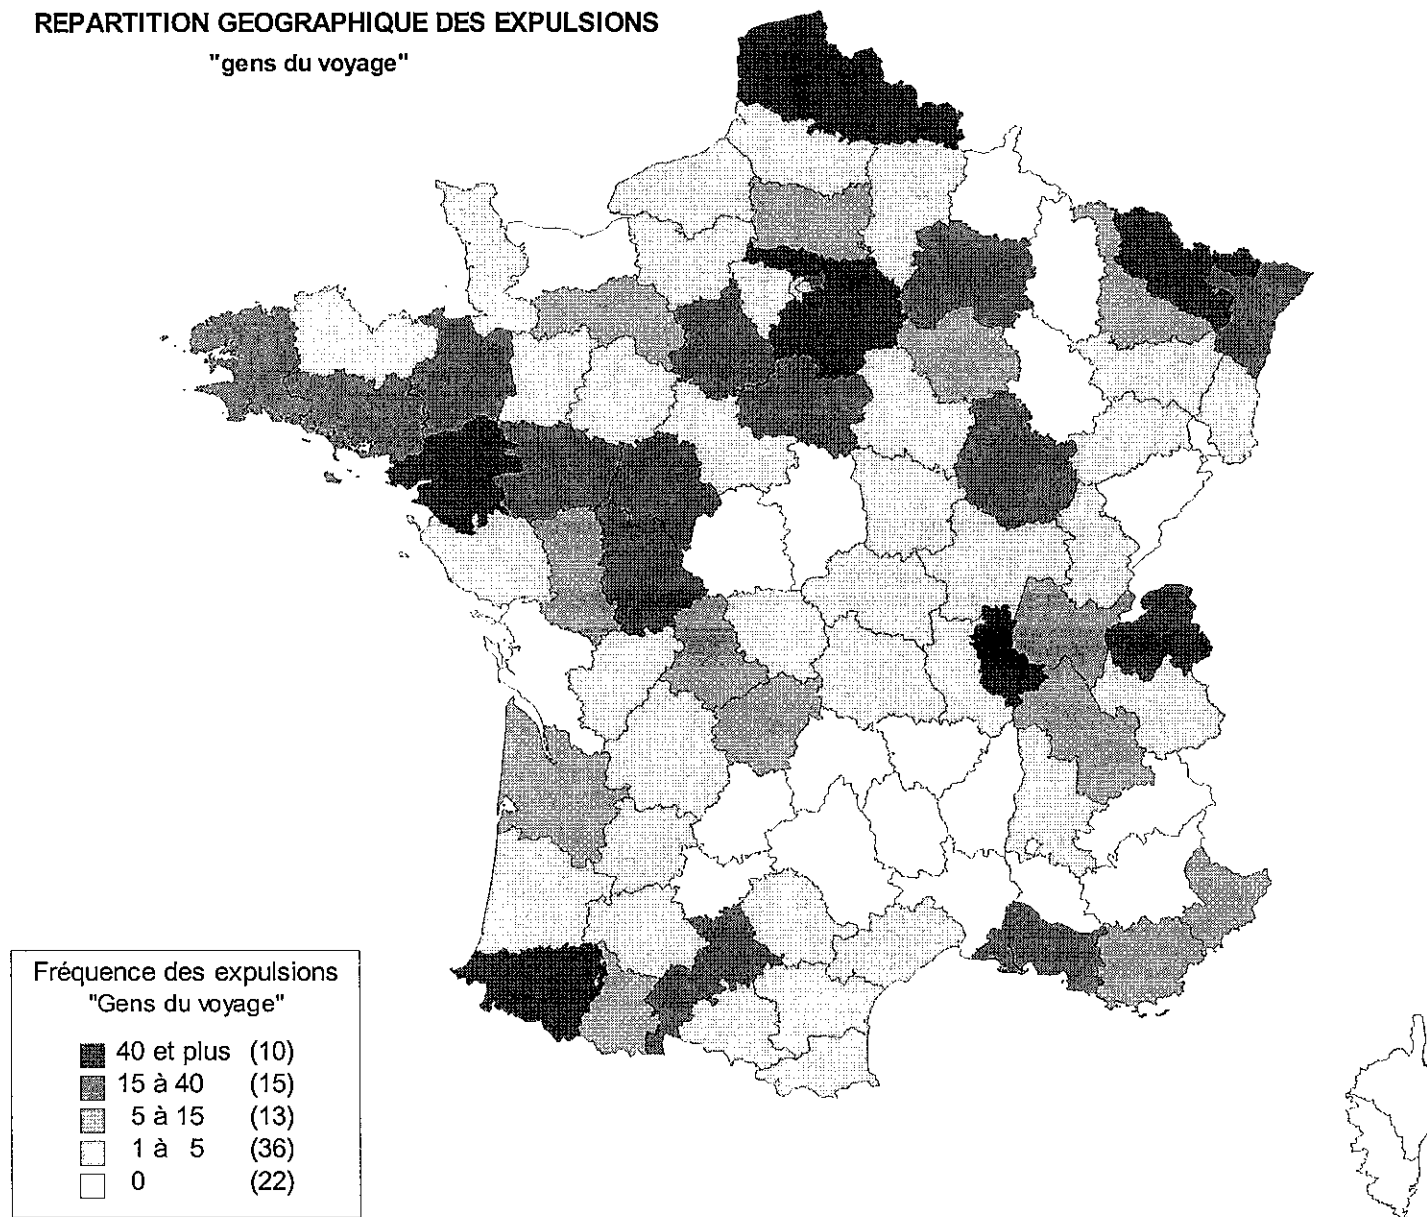 REPARTITION GEOGRAPHIQUE DES EXPULSIONS
"gens du voyage"
Fréquence des expulsions
"Gens du voyage"
40 et plus (10)
15 à 40 (15)
5 à 15 (13)
1 à 5 (36)
0 (22)